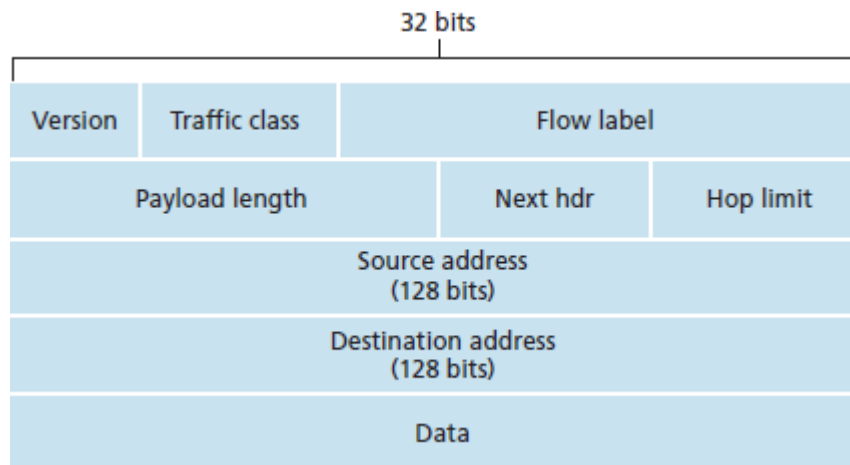 32 bits
Version Traffic class Flow label
Payload length Next hdr Hop limit
Source address
(128 bits)
Destination address
(128 bits)
Data